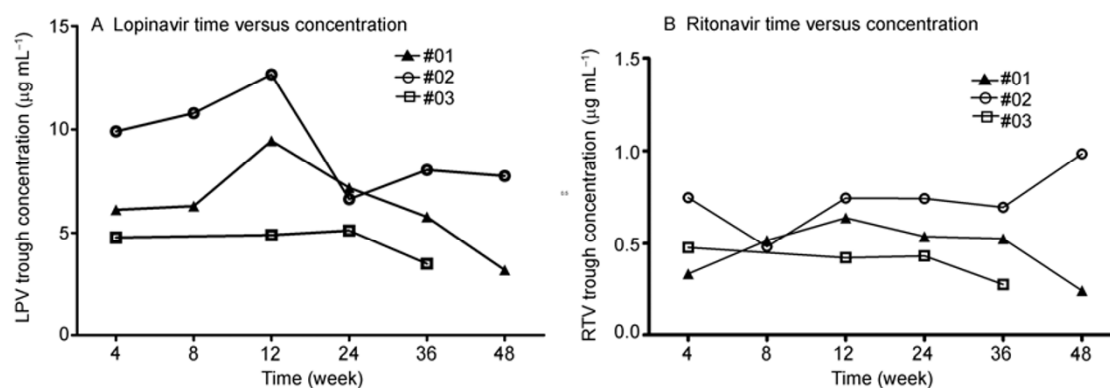 A Lopinavir time versus concentration
LPV trough concentration (µg mL⁻¹)
15
10
5
0
#01
#02
#03
4 8 12 24 36 48
Time (week)
B Ritonavir time versus concentration
RTV trough concentration (µg mL⁻¹)
1.5
1.0
0.5
0.0
#01
#02
#03
4 8 12 24 36 48
Time (week)